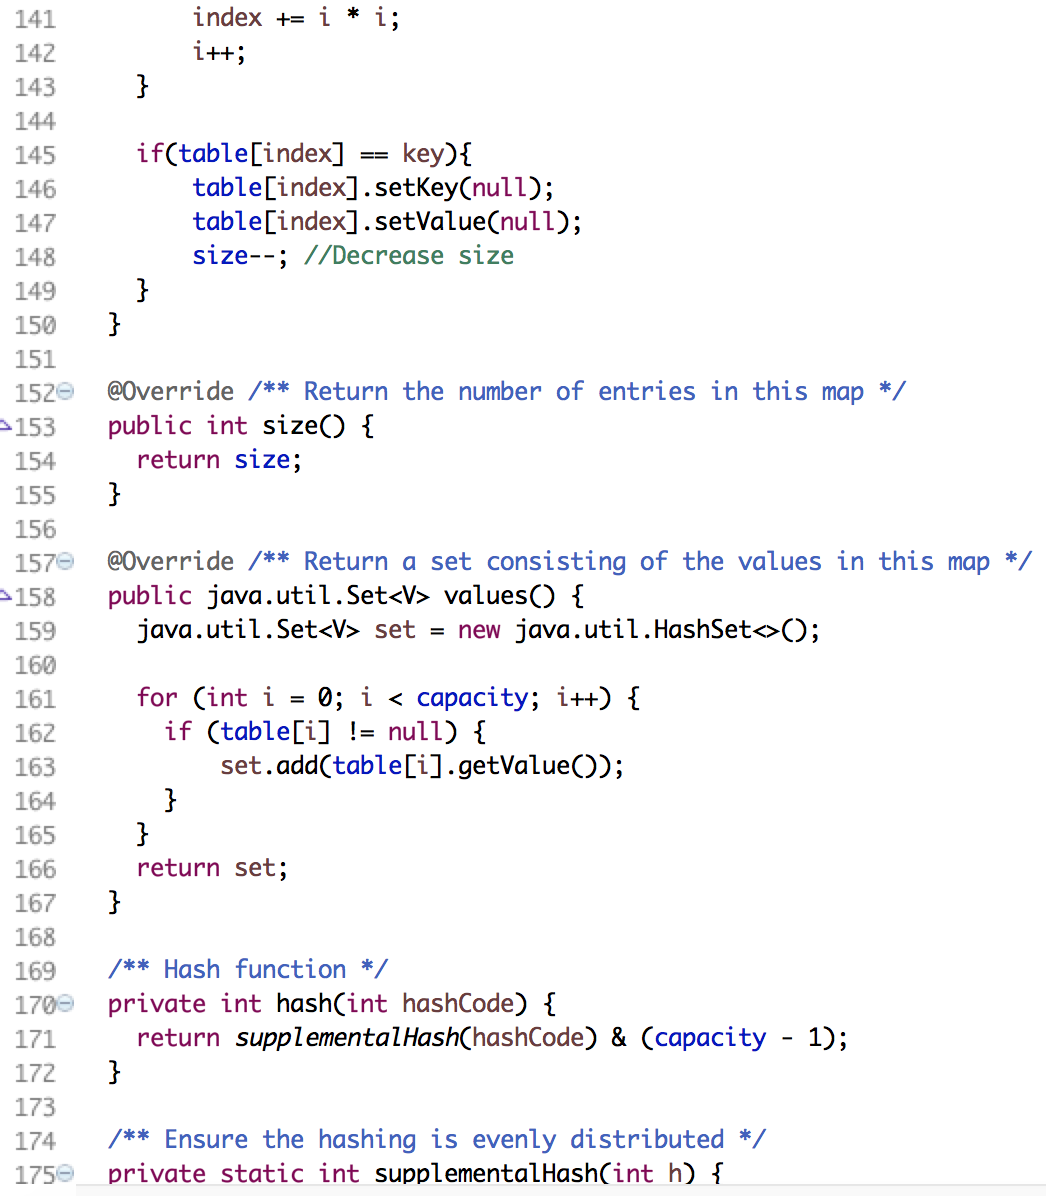 141 index += i * i;
142 i++;
143 }
144
145 if(table[index] == key){
146 table[index].setKey(null);
147 table[index].setValue(null);
148 size--; //Decrease size
149 }
150 }
151
152 @Override /** Return the number of entries in this map */
153 public int size() {
154 return size;
155 }
156
157 @Override /** Return a set consisting of the values in this map */
158 public java.util.Set<V> values() {
159 java.util.Set<V> set = new java.util.HashSet<>();
160
161 for (int i = 0; i < capacity; i++) {
162 if (table[i] != null) {
163 set.add(table[i].getValue());
164 }
165 }
166 return set;
167 }
168
169 /** Hash function */
170 private int hash(int hashCode) {
171 return supplementalHash(hashCode) & (capacity - 1);
172 }
173
174 /** Ensure the hashing is evenly distributed */
175 private static int supplementalHash(int h) {